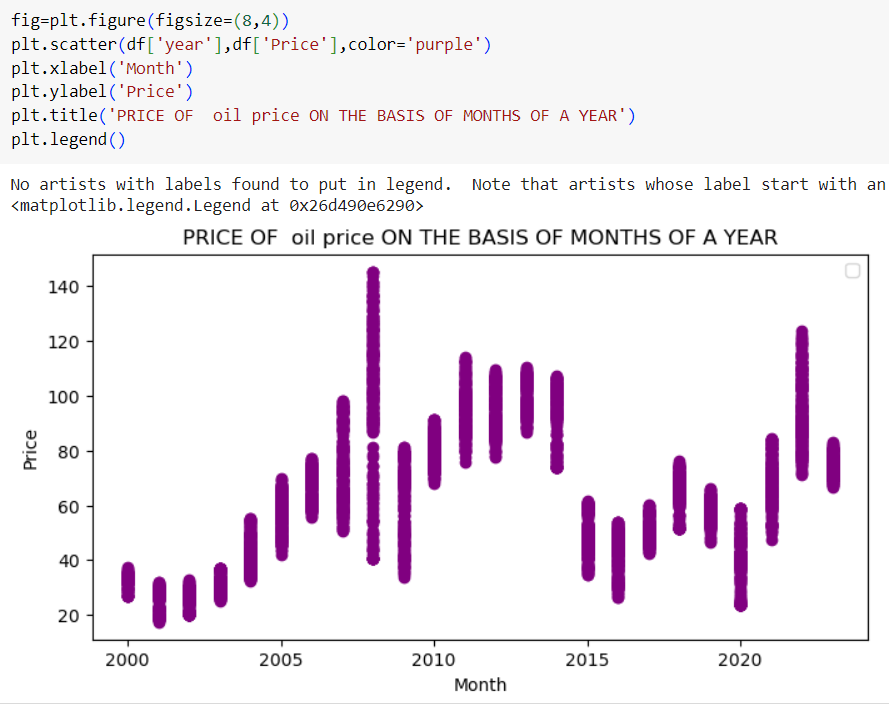 fig=plt.figure(figsize=(8,4))
plt.scatter(df['year'],df['Price'],color='purple')
plt.xlabel('Month')
plt.ylabel('Price')
plt.title('PRICE OF  oil price ON THE BASIS OF MONTHS OF A YEAR')
plt.legend()
No artists with labels found to put in legend.  Note that artists whose label start with an
<matplotlib.legend.Legend at 0x26d490e6290>
PRICE OF  oil price ON THE BASIS OF MONTHS OF A YEAR
140
120
100
80
60
40
20
Price
2000 2005 2010 2015 2020
Month